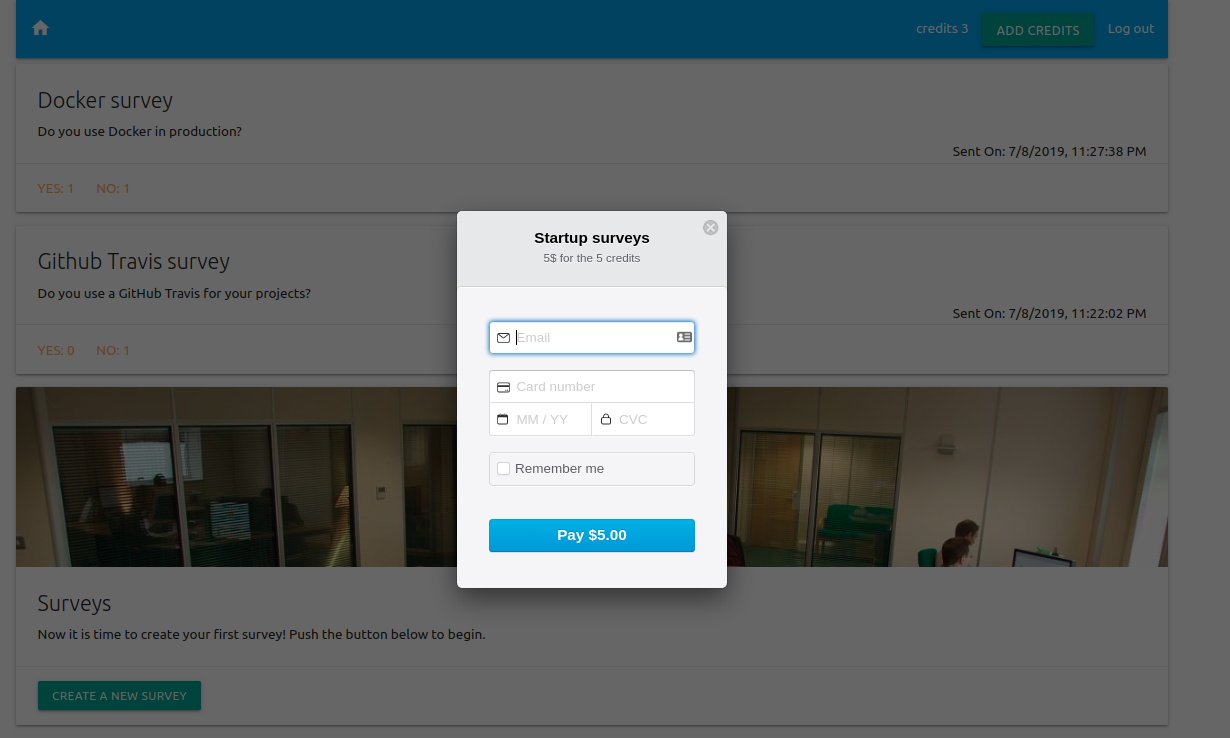 credits 3
ADD CREDITS
Log out
Docker survey
Do you use Docker in production?
Sent On: 7/8/2019, 11:27:38 PM
YES: 1 NO: 1
Github Travis survey
Do you use a GitHub Travis for your projects?
Sent On: 7/8/2019, 11:22:02 PM
YES: 0 NO: 1
Startup surveys
5$ for the 5 credits
Email
Card number
MM / YY
CVC
Remember me
Pay $5.00
Surveys
Now it is time to create your first survey! Push the button below to begin.
CREATE A NEW SURVEY